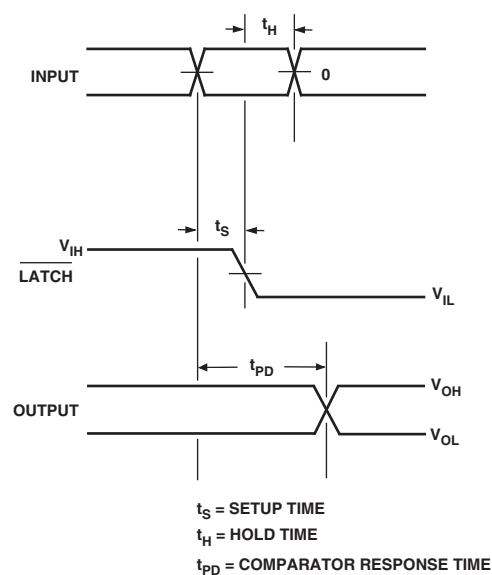 tH
INPUT
0
tS
VIH
LATCH
VIL
tPD
VOH
OUTPUT
VOL
tS = SETUP TIME
tH = HOLD TIME
tPD = COMPARATOR RESPONSE TIME